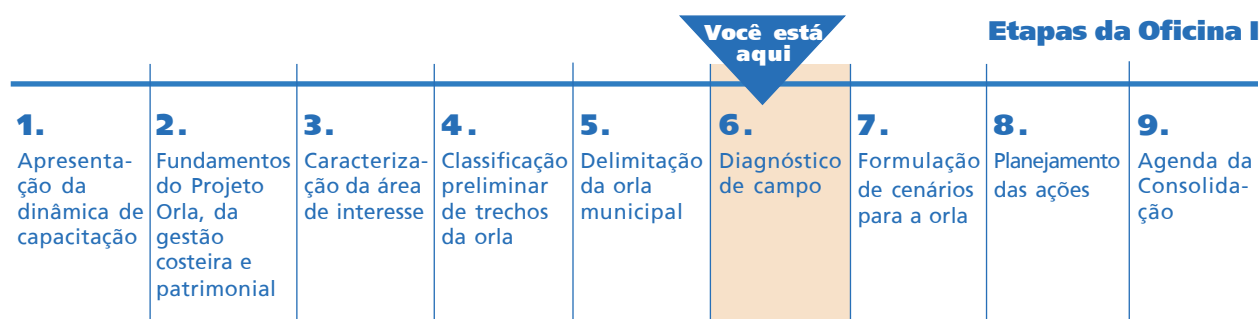 Você está
aqui
Etapas da Oficina I
1.
Apresenta-
ção da
dinâmica de
capacitação
2.
Fundamentos
do Projeto
Orla, da
gestão
costeira e
patrimonial
3.
Caracteriza-
ção da área
de interesse
4.
Classificação
preliminar
de trechos
da orla
5.
Delimitação
da orla
municipal
6.
Diagnóstico
de campo
7.
Formulação
de cenários
para a orla
8.
Planejamento
das ações
9.
Agenda da
Consolida-
ção